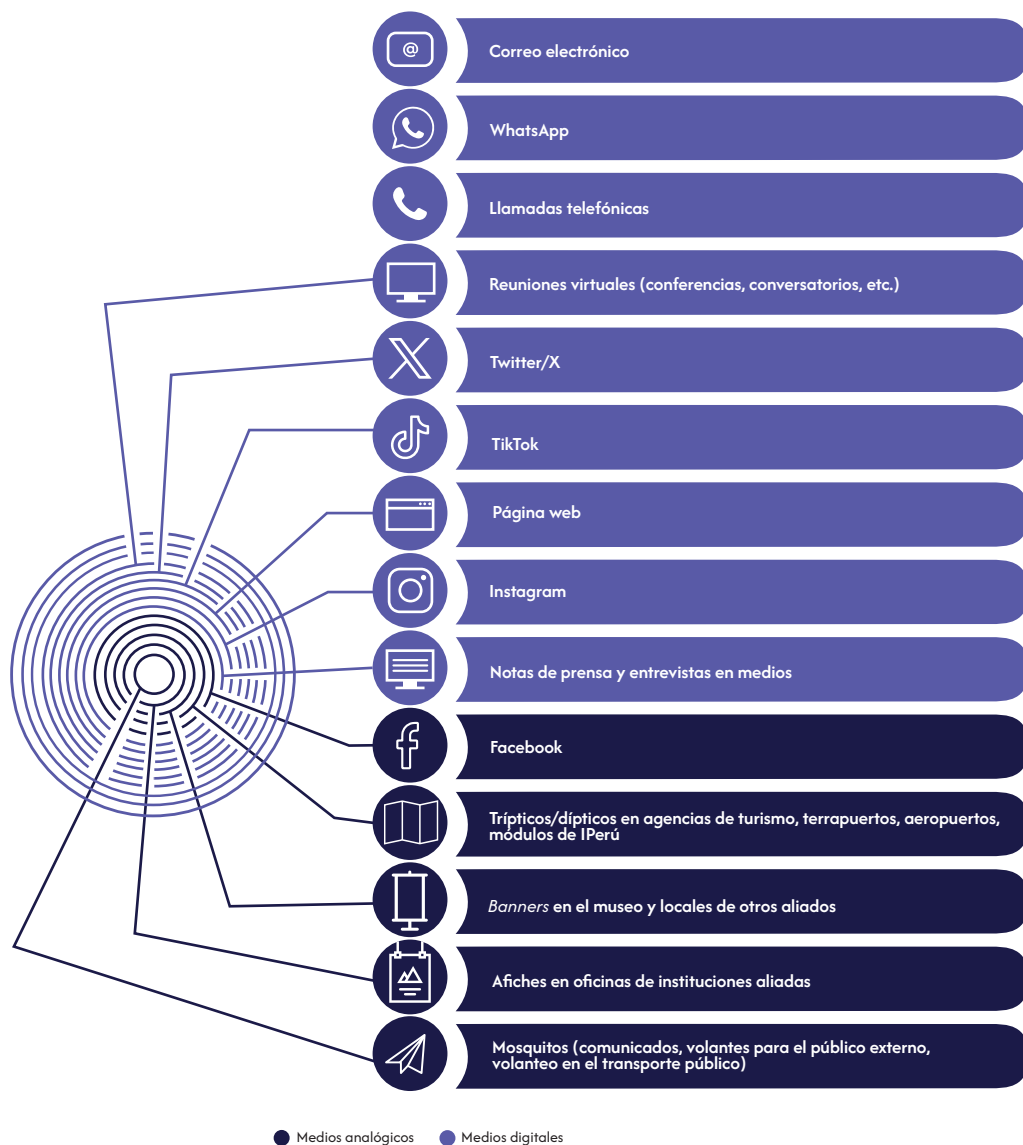 @
Correo electrónico
WhatsApp
Llamadas telefónicas
Reuniones virtuales (conferencias, conversatorios, etc.)
Twitter/X
TikTok
Página web
Instagram
Notas de prensa y entrevistas en medios
Facebook
Trípticos/dípticos en agencias de turismo, terrapuertos, aeropuertos,
módulos de IPerú
Banners en el museo y locales de otros aliados
Afiches en oficinas de instituciones aliadas
Mosquitos (comunicados, volantes para el público externo,
volanteo en el transporte público)
Medios analógicos
Medios digitales